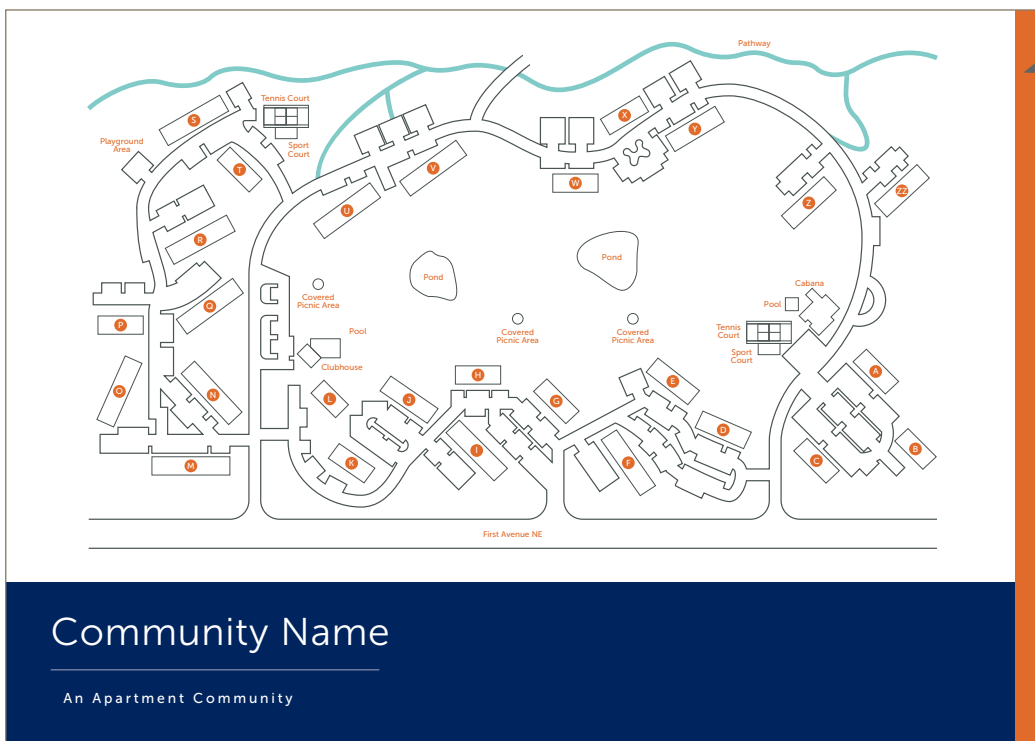 Pathway
Tennis Court
S
X
Playground
Area
Sport
Court
Y
T
V
W
ZZ
Z
U
R
Pond
Pond
Cabana
Covered
Picnic Area
Pool
Q
P
Pool
Covered
Picnic Area
Covered
Picnic Area
Tennis
Court
Sport
Court
Clubhouse
H
A
E
O
N
L
J
G
D
I
B
M
K
F
C
First Avenue NE
Community Name
An Apartment Community